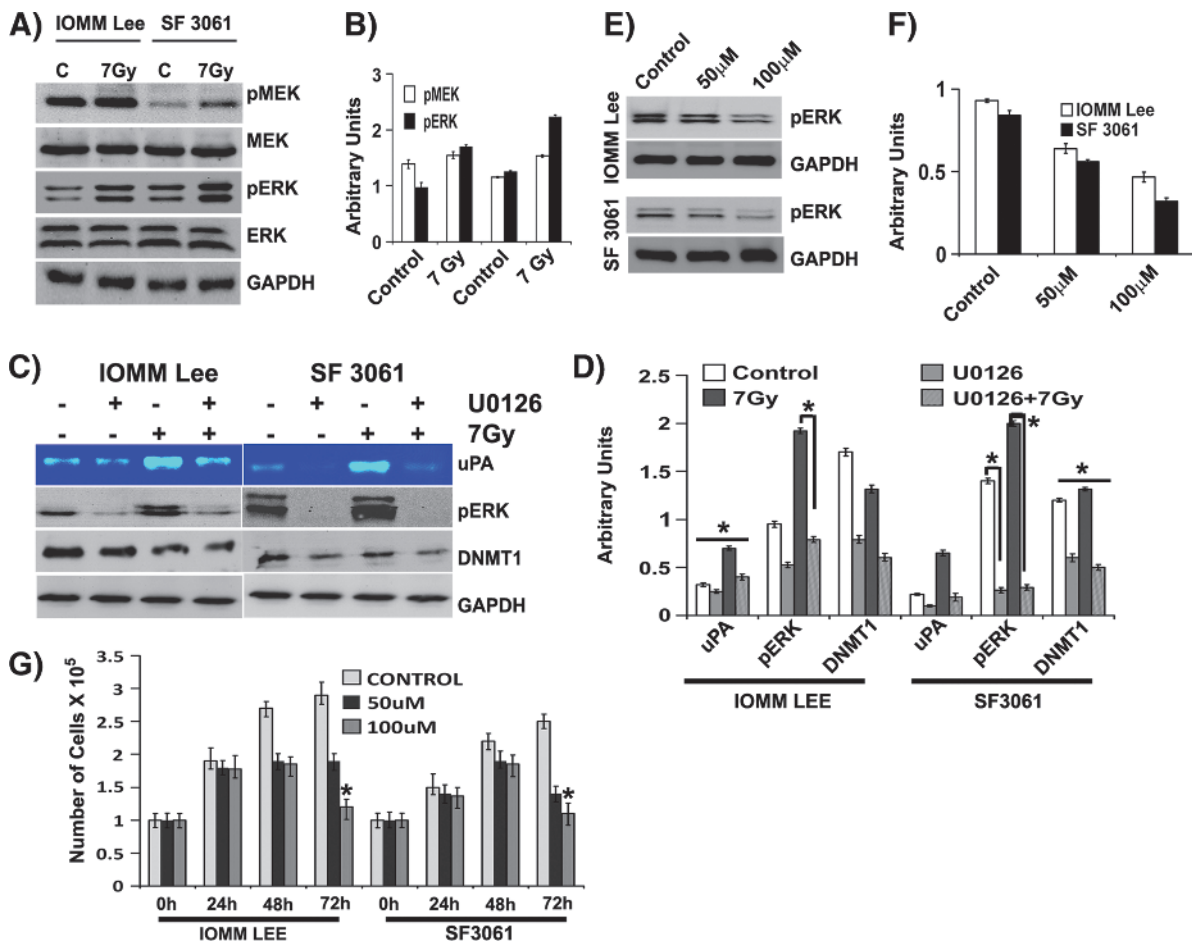 A)
IOMM Lee SF 3061
C 7Gy C 7Gy
pMEK
MEK
pERK
ERK
GAPDH
B)
3
2
1
0
Arbitrary Units
pMEK
pERK
Control 7 Gy Control 7 Gy
E)
Control 50μM 100μM
IOMM Lee
pERK
GAPDH
SF 3061
pERK
GAPDH
F)
1
0.5
0
Arbitrary Units
IOMM Lee
SF 3061
Control 50μM 100μM
C)
IOMM Lee SF 3061
- + - + - + - + U0126
- - + + - - + + 7Gy
uPA
pERK
DNMT1
GAPDH
D)
2.5
2
1.5
1
0.5
0
Arbitrary Units
Control
7Gy
U0126
U0126+7Gy
* * * * *
uPA pERK DNMT1 uPA pERK DNMT1
IOMM LEE SF3061
G)
3.5
3
2.5
2
1.5
1
0.5
0
Number of Cells X 10⁵
CONTROL
50uM
100uM
* *
0h 24h 48h 72h 0h 24h 48h 72h
IOMM LEE SF3061